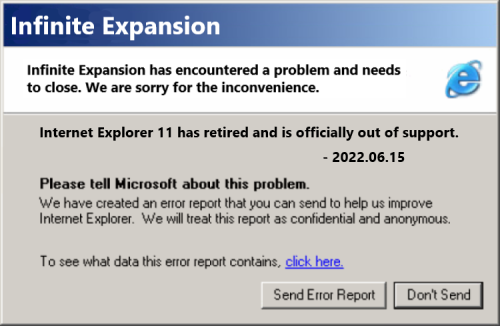 Infinite Expansion
Infinite Expansion has encountered a problem and needs
to close. We are sorry for the inconvenience.
Internet Explorer 11 has retired and is officially out of support.
- 2022.06.15
Please tell Microsoft about this problem.
We have created an error report that you can send to help us improve
Internet Explorer. We will treat this report as confidential and anonymous.
To see what data this error report contains, click here.
Send Error Report
Don't Send